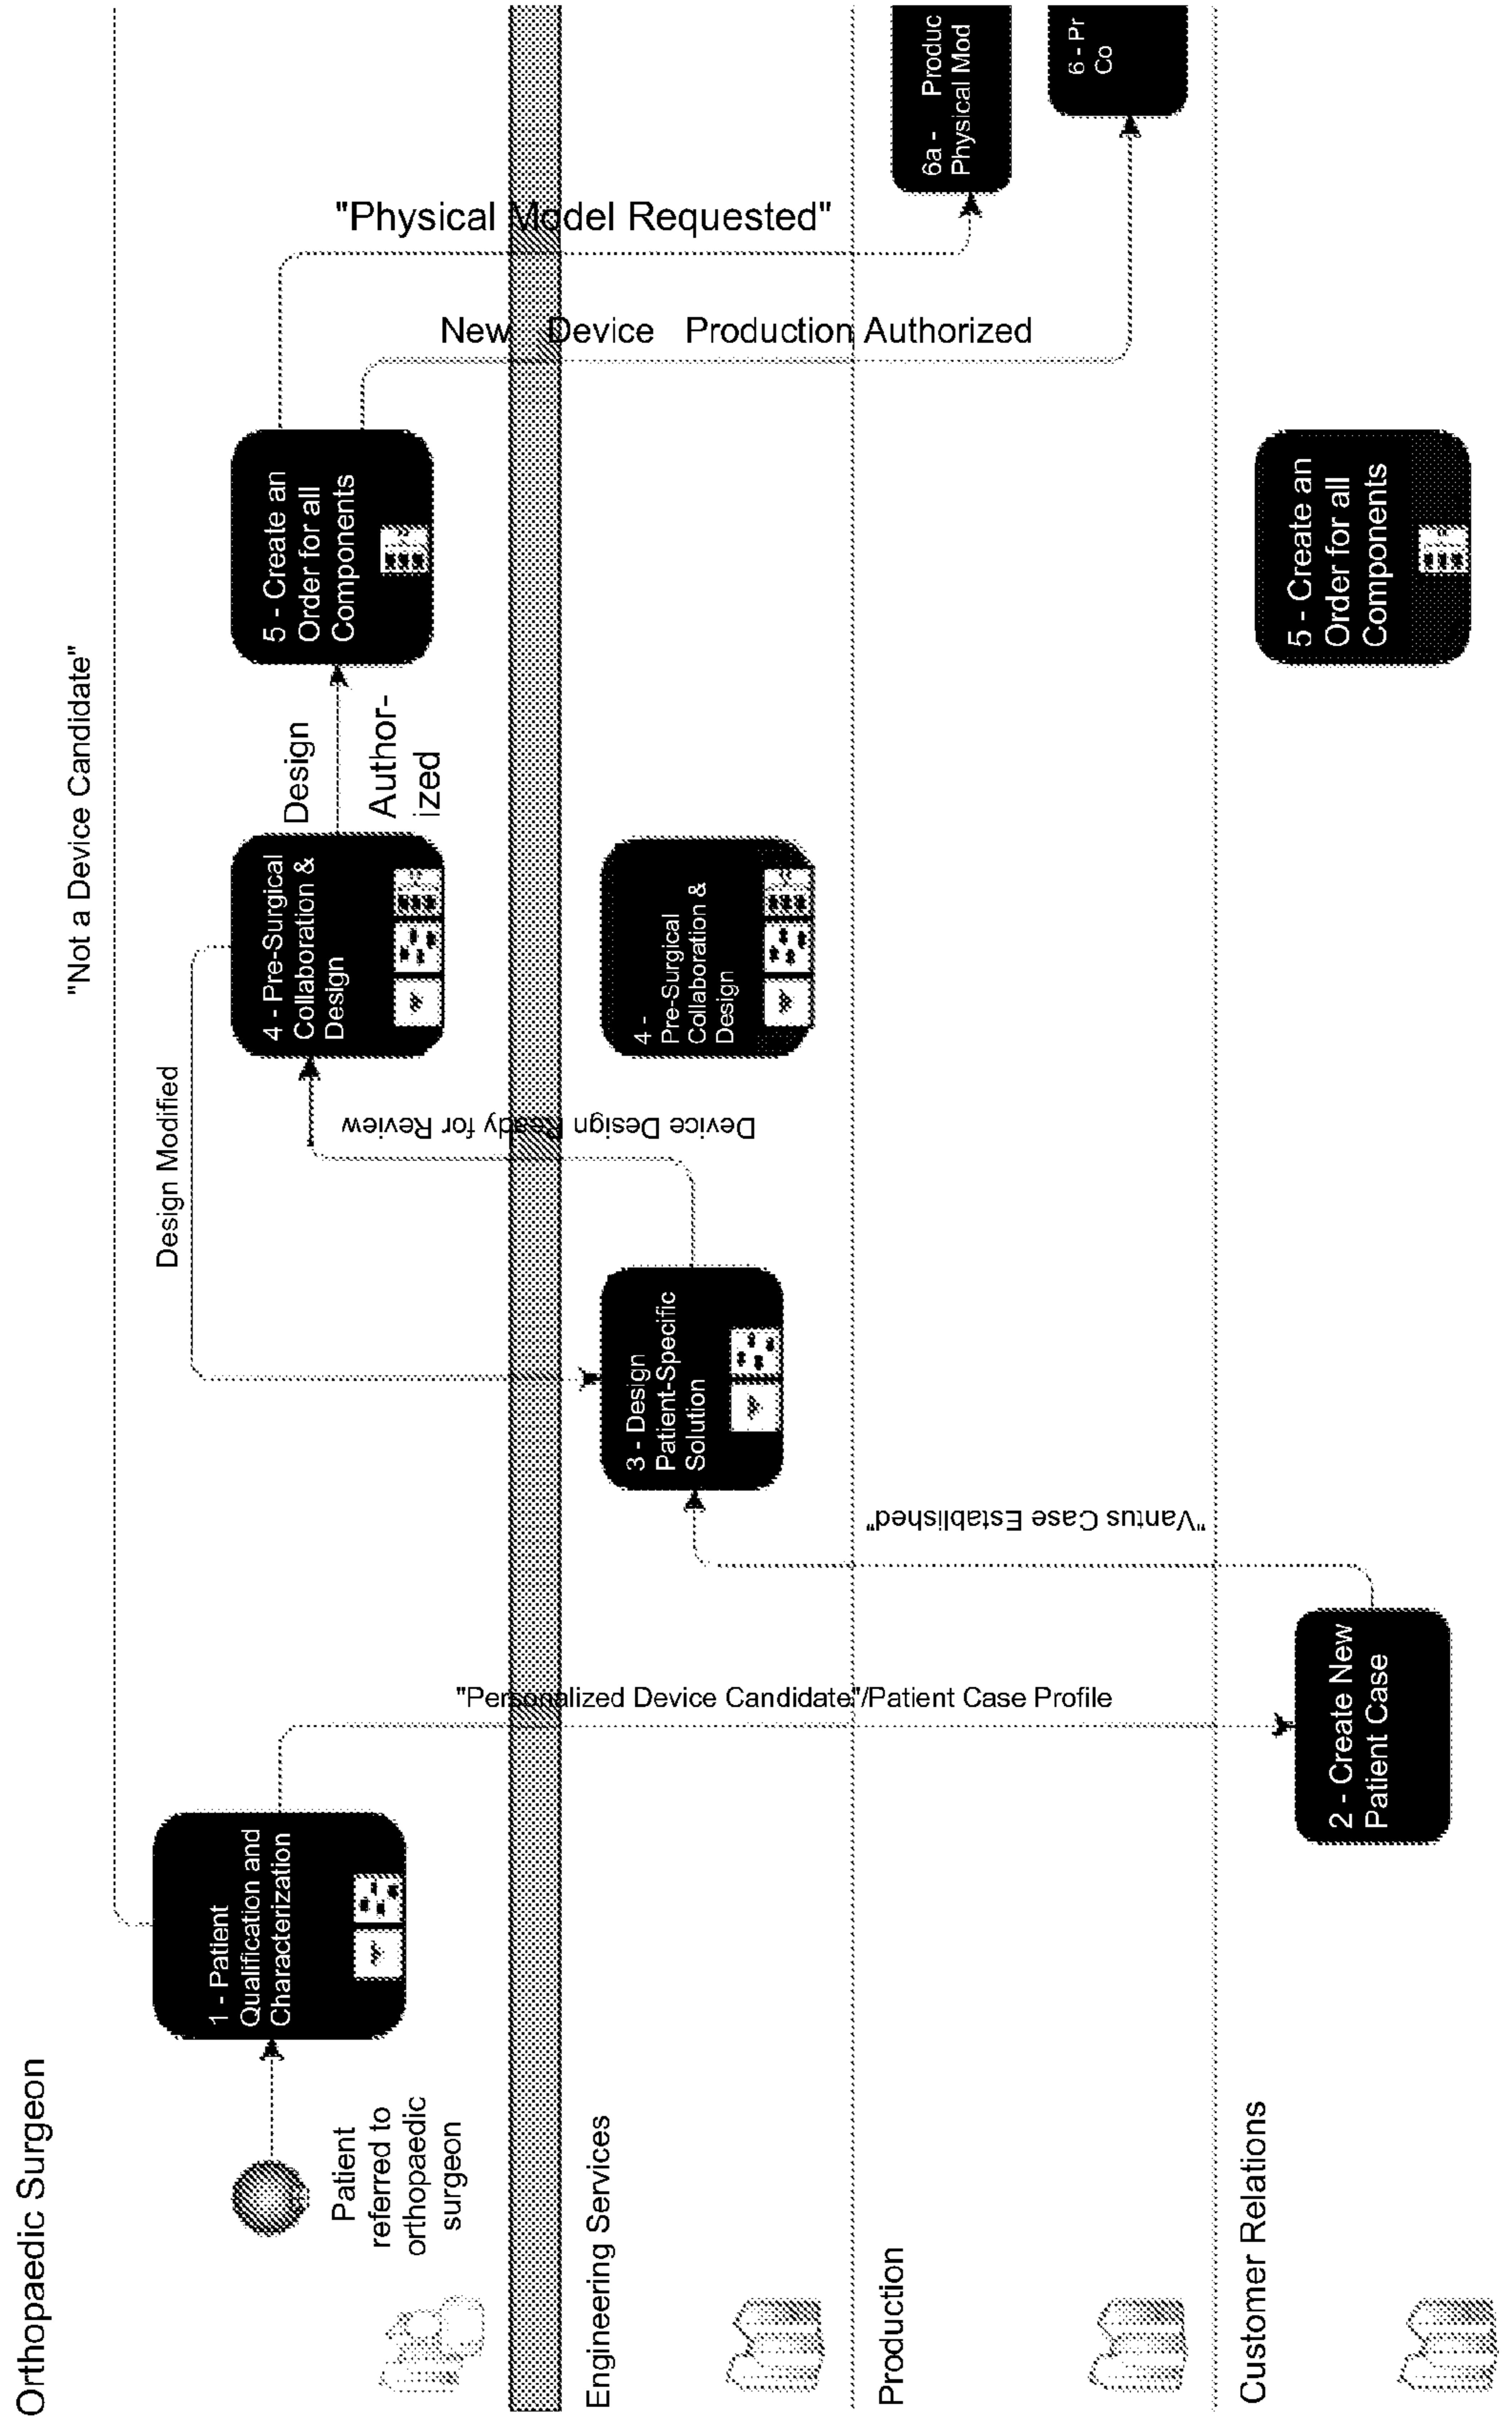 Orthopaedic Surgeon
"Not a Device Candidate"
Patient
referred to
orthopaedic
surgeon
1 - Patient
Qualification and
Characterization
Design Modified
4 - Pre-Surgical
Collaboration &
Design
Design
Author-
ized
5 - Create an
Order for all
Components
"Physical Model Requested"
New Device Production Authorized
"Personalized Device Candidate"/Patient Case Profile
Device Design Ready for Review
Engineering Services
3 - Design
Patient-Specific
Solution
4 -
Pre-Surgical
Collaboration &
Design
"Vantus Case Established"
Production
6a - Produc
Physical Mod
6 - Pr
Co
Customer Relations
2 - Create New
Patient Case
5 - Create an
Order for all
Components